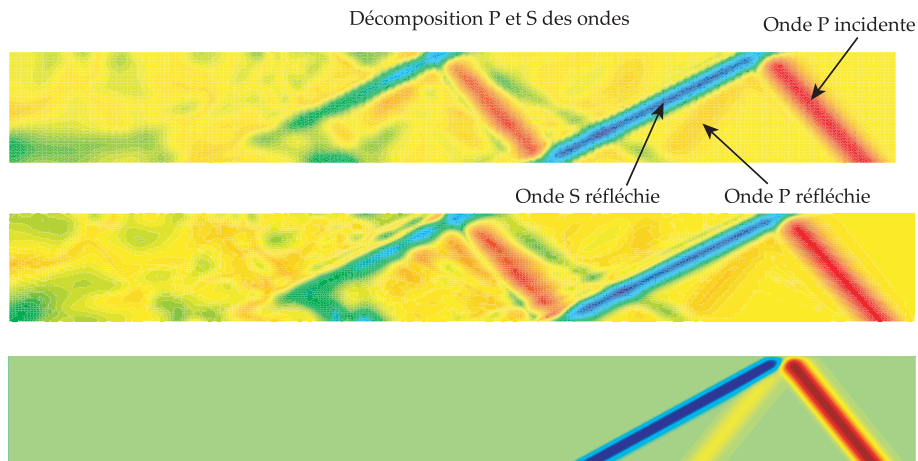 Décomposition P et S des ondes
Onde P incidente
Onde S réfléchie
Onde P réfléchie